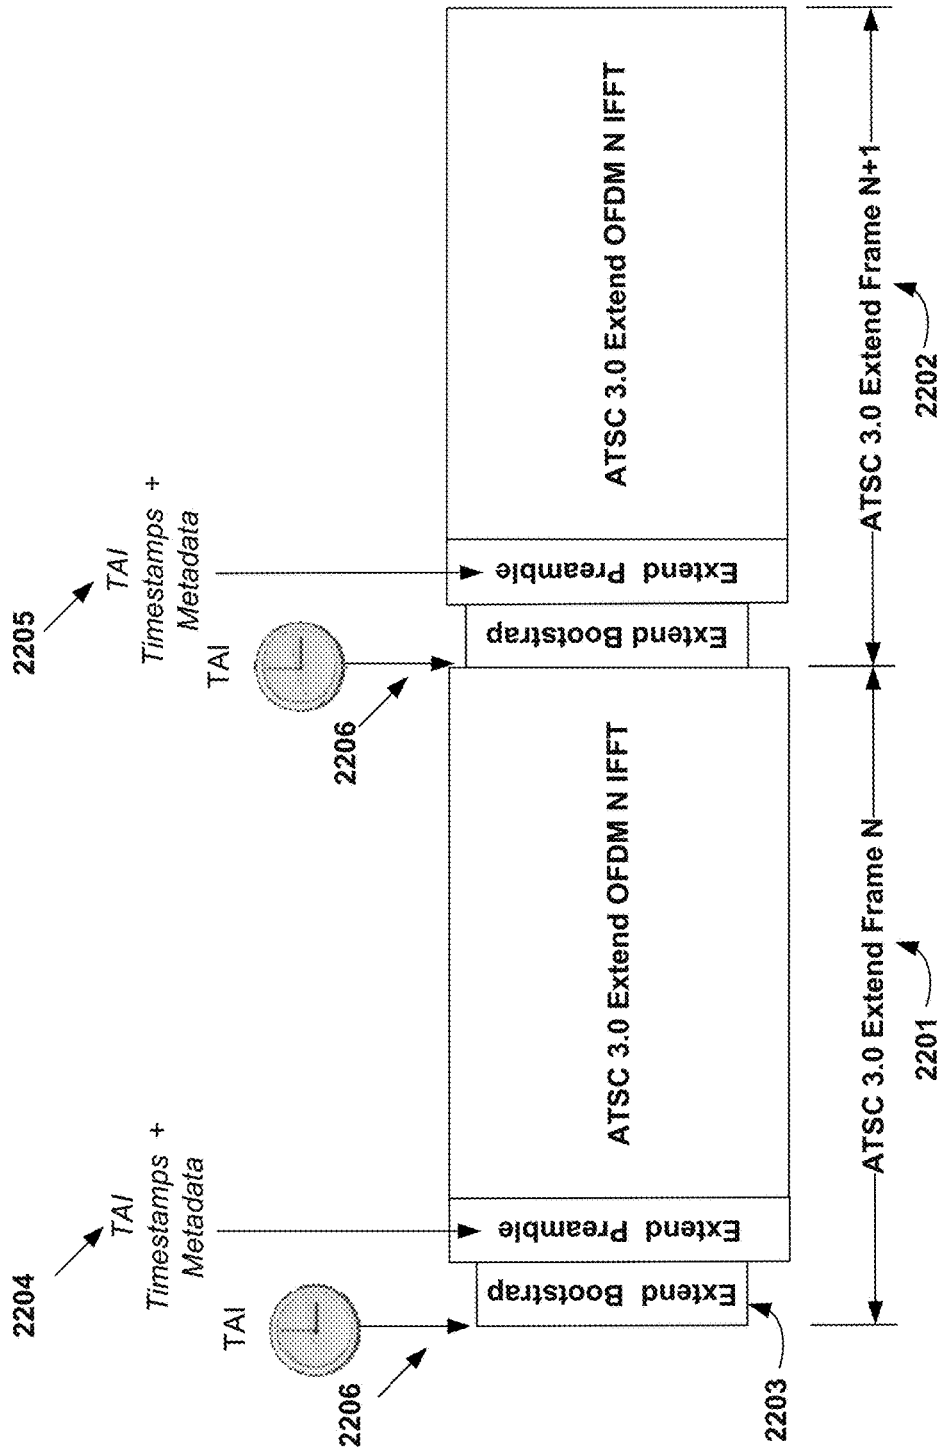 2204
TAI
Timestamps +
Metadata
TAI
2206
2205
TAI
Timestamps +
Metadata
TAI
2206
Extend Bootstrap
Extend Preamble
ATSC 3.0 Extend OFDM N IFFT
Extend Bootstrap
Extend Preamble
ATSC 3.0 Extend OFDM N IFFT
2203
ATSC 3.0 Extend Frame N
ATSC 3.0 Extend Frame N+1
2201
2202